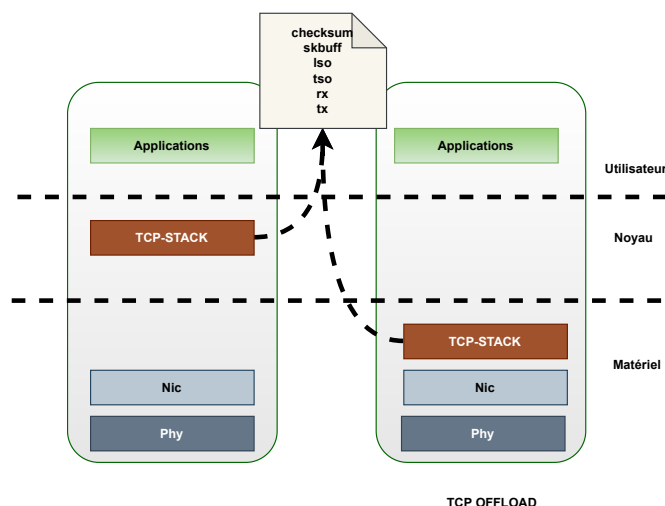 checksum
skbuff
lso
tso
rx
tx
Applications
Applications
Utilisateur
TCP-STACK
Noyau
TCP-STACK
Matériel
Nic
Nic
Phy
Phy
TCP OFFLOAD